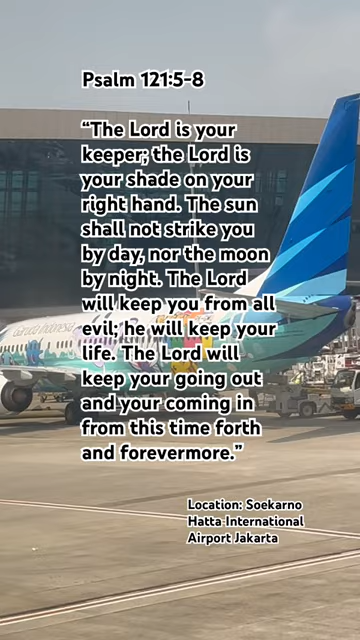 Psalm 121:5-8
“The Lord is your
keeper; the Lord is
your shade on your
right hand. The sun
shall not strike you
by day, nor the moon
by night. The Lord
will keep you from all
evil; he will keep your
life. The Lord will
keep your going out
and your coming in
from this time forth
and forevermore.”
Garuda Indonesia
Location: Soekarno
Hatta International
Airport Jakarta